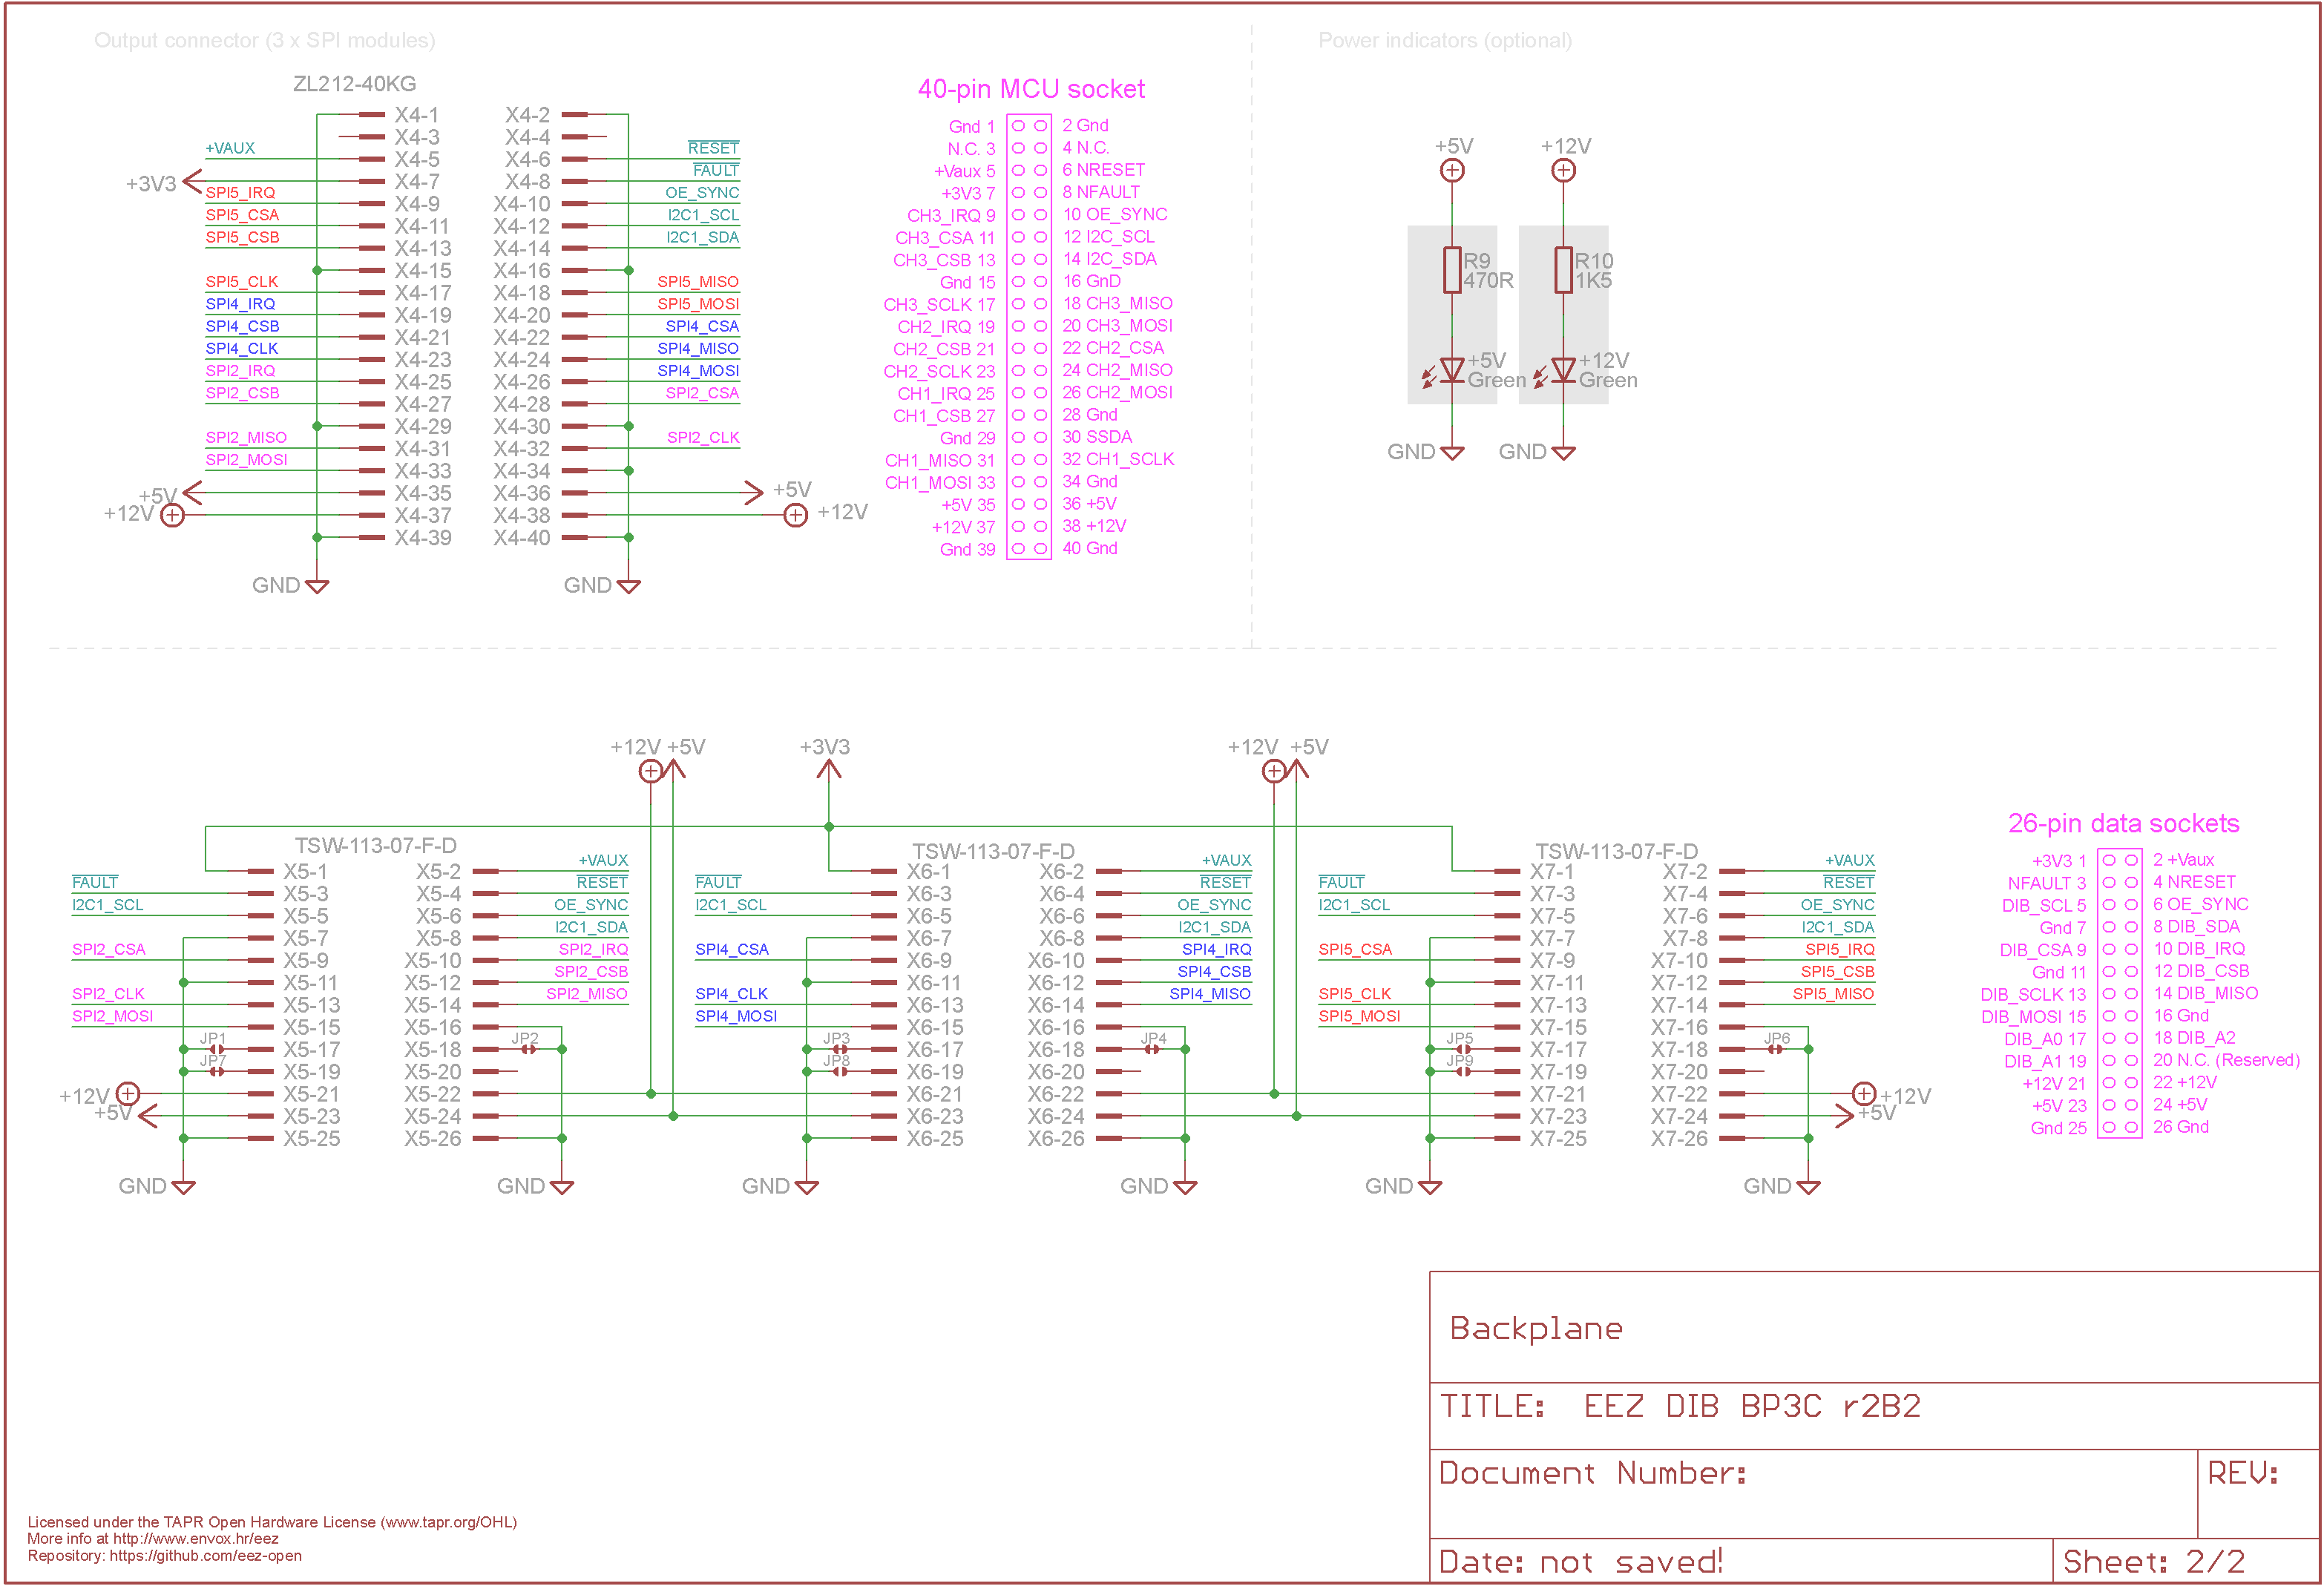 Output connector (3 x SPI modules)
Power indicators (optional)
ZL212-40KG
X4-1
X4-3
+VAUX X4-5
+3V3 X4-7
SPI5_IRQ X4-9
SPI5_CSA X4-11
SPI5_CSB X4-13
X4-15
SPI5_CLK X4-17
SPI4_IRQ X4-19
SPI4_CSB X4-21
SPI4_CLK X4-23
SPI2_IRQ X4-25
SPI2_CSB X4-27
X4-29
SPI2_MISO X4-31
SPI2_MOSI X4-33
+5V X4-35
+12V X4-37
X4-39
GND
X4-2
X4-4
X4-6 RESET
X4-8 FAULT
X4-10 OE_SYNC
X4-12 I2C1_SCL
X4-14 I2C1_SDA
X4-16
X4-18 SPI5_MISO
X4-20 SPI5_MOSI
X4-22 SPI4_CSA
X4-24 SPI4_MISO
X4-26 SPI4_MOSI
X4-28 SPI2_CSA
X4-30
X4-32 SPI2_CLK
X4-34
X4-36 +5V
X4-38 +12V
X4-40
GND
40-pin MCU socket
Gnd 1 2 Gnd
N.C. 3 4 N.C.
+Vaux 5 6 NRESET
+3V3 7 8 NFAULT
CH3_IRQ 9 10 OE_SYNC
CH3_CSA 11 12 I2C_SCL
CH3_CSB 13 14 I2C_SDA
Gnd 15 16 GnD
CH3_SCLK 17 18 CH3_MISO
CH2_IRQ 19 20 CH3_MOSI
CH2_CSB 21 22 CH2_CSA
CH2_SCLK 23 24 CH2_MISO
CH1_IRQ 25 26 CH2_MOSI
CH1_CSB 27 28 Gnd
Gnd 29 30 SSDA
CH1_MISO 31 32 CH1_SCLK
CH1_MOSI 33 34 Gnd
+5V 35 36 +5V
+12V 37 38 +12V
Gnd 39 40 Gnd
+5V +12V
R9 R10
470R 1K5
+5V +12V
Green Green
GND GND
+12V +5V +3V3 +12V +5V
TSW-113-07-F-D
X5-1
FAULT X5-3
I2C1_SCL X5-5
X5-7
SPI2_CSA X5-9
X5-11
SPI2_CLK X5-13
SPI2_MOSI X5-15
JP1 X5-17
JP7 X5-19
+12V X5-21
+5V X5-23
X5-25
GND
X5-2 +VAUX
X5-4 RESET
X5-6 OE_SYNC
X5-8 I2C1_SDA
X5-10 SPI2_IRQ
X5-12 SPI2_CSB
X5-14 SPI2_MISO
X5-16
X5-18 JP2
X5-20
X5-22
X5-24
X5-26
GND
TSW-113-07-F-D
X6-1
FAULT X6-3
I2C1_SCL X6-5
X6-7
SPI4_CSA X6-9
X6-11
SPI4_CLK X6-13
SPI4_MOSI X6-15
JP3 X6-17
JP8 X6-19
X6-21
X6-23
X6-25
GND
X6-2 +VAUX
X6-4 RESET
X6-6 OE_SYNC
X6-8 I2C1_SDA
X6-10 SPI4_IRQ
X6-12 SPI4_CSB
X6-14 SPI4_MISO
X6-16
X6-18 JP4
X6-20
X6-22
X6-24
X6-26
GND
TSW-113-07-F-D
X7-1
FAULT X7-3
I2C1_SCL X7-5
X7-7
SPI5_CSA X7-9
X7-11
SPI5_CLK X7-13
SPI5_MOSI X7-15
JP5 X7-17
JP9 X7-19
X7-21
X7-23
X7-25
GND
X7-2 +VAUX
X7-4 RESET
X7-6 OE_SYNC
X7-8 I2C1_SDA
X7-10 SPI5_IRQ
X7-12 SPI5_CSB
X7-14 SPI5_MISO
X7-16
X7-18 JP6
X7-20
X7-22 +12V
X7-24 +5V
X7-26
GND
26-pin data sockets
+3V3 1 2 +Vaux
NFAULT 3 4 NRESET
DIB_SCL 5 6 OE_SYNC
Gnd 7 8 DIB_SDA
DIB_CSA 9 10 DIB_IRQ
Gnd 11 12 DIB_CSB
DIB_SCLK 13 14 DIB_MISO
DIB_MOSI 15 16 Gnd
DIB_A0 17 18 DIB_A2
DIB_A1 19 20 N.C. (Reserved)
+12V 21 22 +12V
+5V 23 24 +5V
Gnd 25 26 Gnd
Backplane
TITLE: EEZ DIB BP3C r2B2
Document Number:
REV:
Date: not saved!
Sheet: 2/2
Licensed under the TAPR Open Hardware License (www.tapr.org/OHL)
More info at http://www.envox.hr/eez
Repository: https://github.com/eez-open